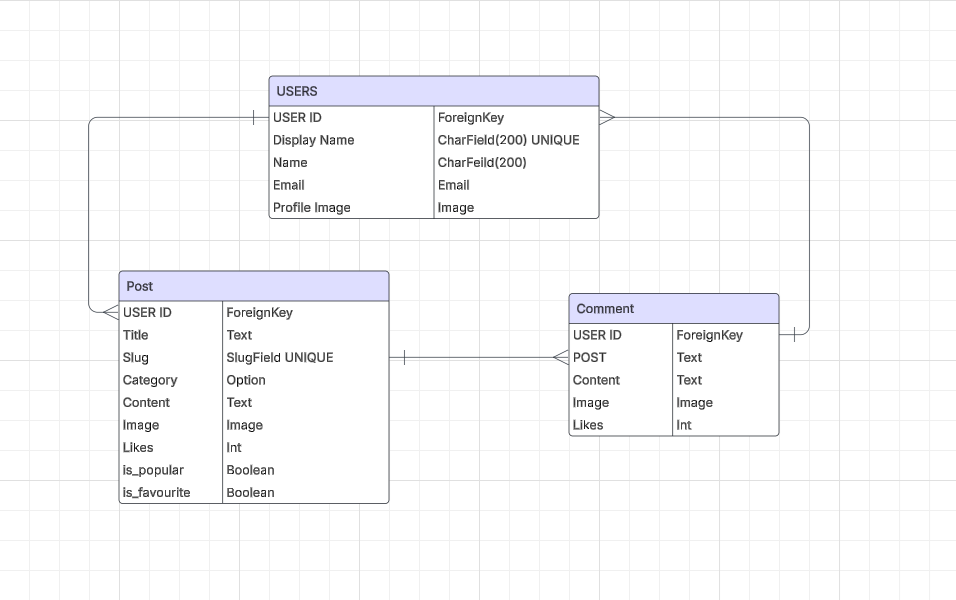 USERS
USER ID ForeignKey
Display Name CharField(200) UNIQUE
Name CharFeild(200)
Email Email
Profile Image Image
Post
USER ID ForeignKey
Title Text
Slug SlugField UNIQUE
Category Option
Content Text
Image Image
Likes Int
is_popular Boolean
is_favourite Boolean
Comment
USER ID ForeignKey
POST Text
Content Text
Image Image
Likes Int